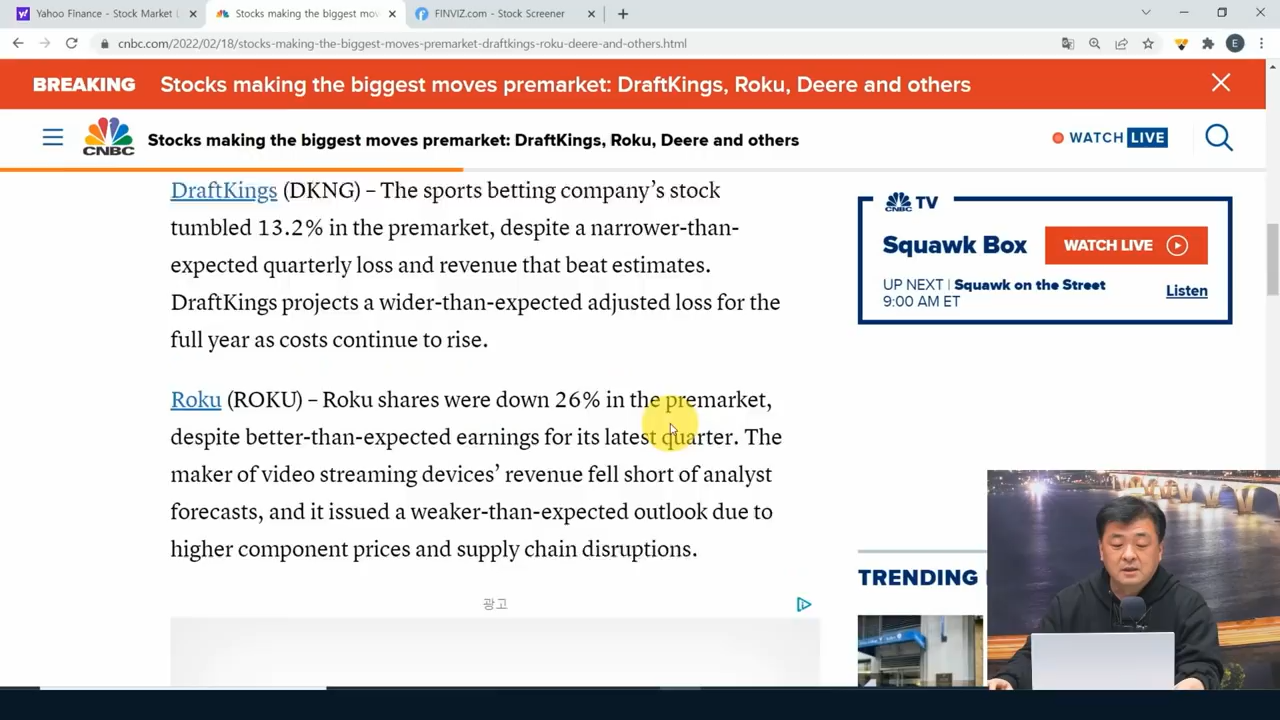 Yahoo Finance - Stock Market L
Stocks making the biggest mov
FINVIZ.com - Stock Screener
cnbc.com/2022/02/18/stocks-making-the-biggest-moves-premarket-draftkings-roku-deere-and-others.html
E
BREAKING Stocks making the biggest moves premarket: DraftKings, Roku, Deere and others
CNBC
Stocks making the biggest moves premarket: DraftKings, Roku, Deere and others
WATCH LIVE
DraftKings (DKNG) – The sports betting company’s stock
tumbled 13.2% in the premarket, despite a narrower-than-
expected quarterly loss and revenue that beat estimates.
DraftKings projects a wider-than-expected adjusted loss for the
full year as costs continue to rise.
Roku (ROKU) – Roku shares were down 26% in the premarket,
despite better-than-expected earnings for its latest quarter. The
maker of video streaming devices’ revenue fell short of analyst
forecasts, and it issued a weaker-than-expected outlook due to
higher component prices and supply chain disruptions.
광고
CNBC TV
Squawk Box
WATCH LIVE
UP NEXT | Squawk on the Street
9:00 AM ET
Listen
TRENDING